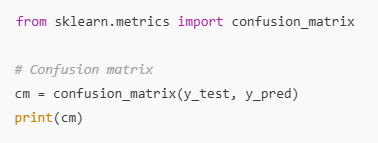 from sklearn.metrics import confusion_matrix
# Confusion matrix
cm = confusion_matrix(y_test, y_pred)
print(cm)